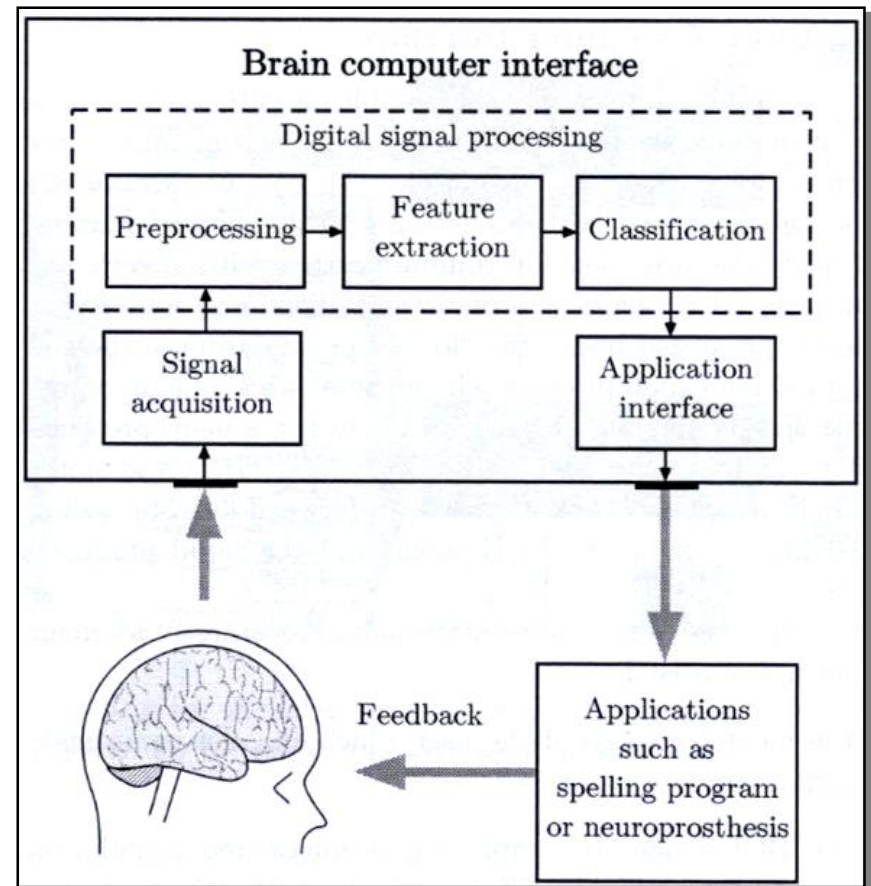 Brain computer interface
Digital signal processing
Preprocessing
Feature
extraction
Classification
Signal
acquisition
Application
interface
Feedback
Applications
such as
spelling program
or neuroprosthesis